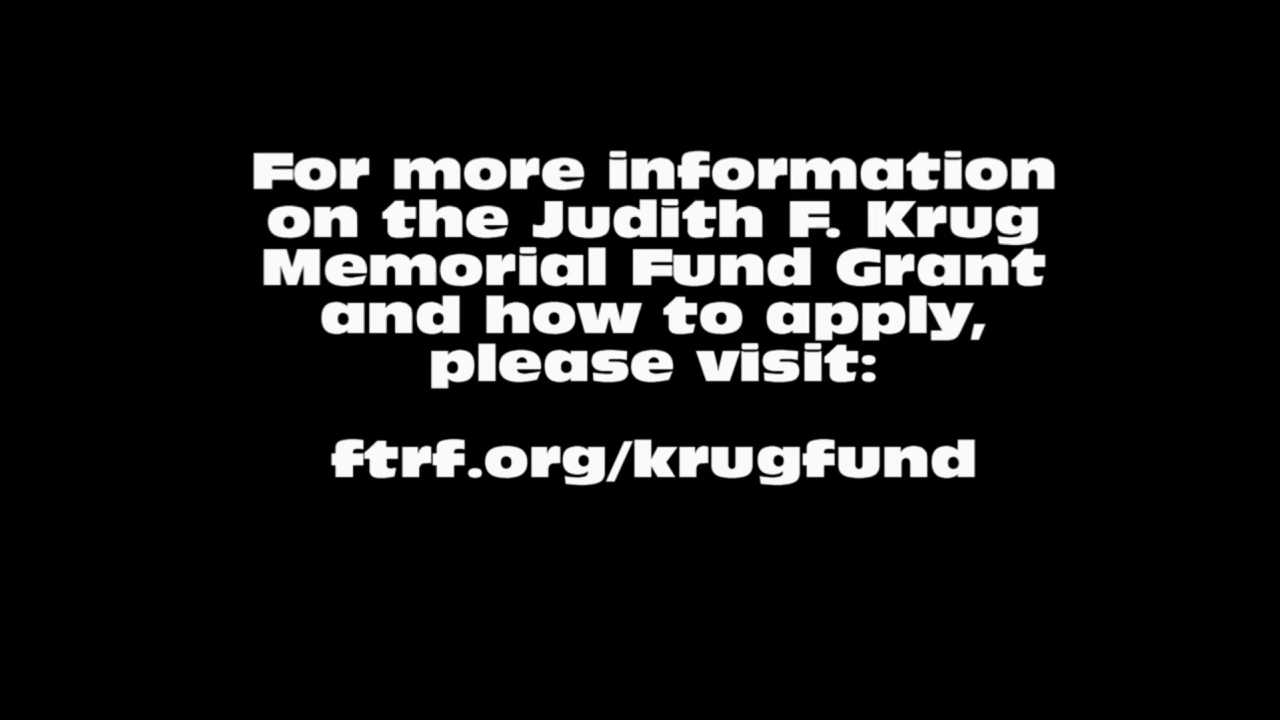 For more information
on the Judith F. Krug
Memorial Fund Grant
and how to apply,
please visit:
ftrf.org/krugfund